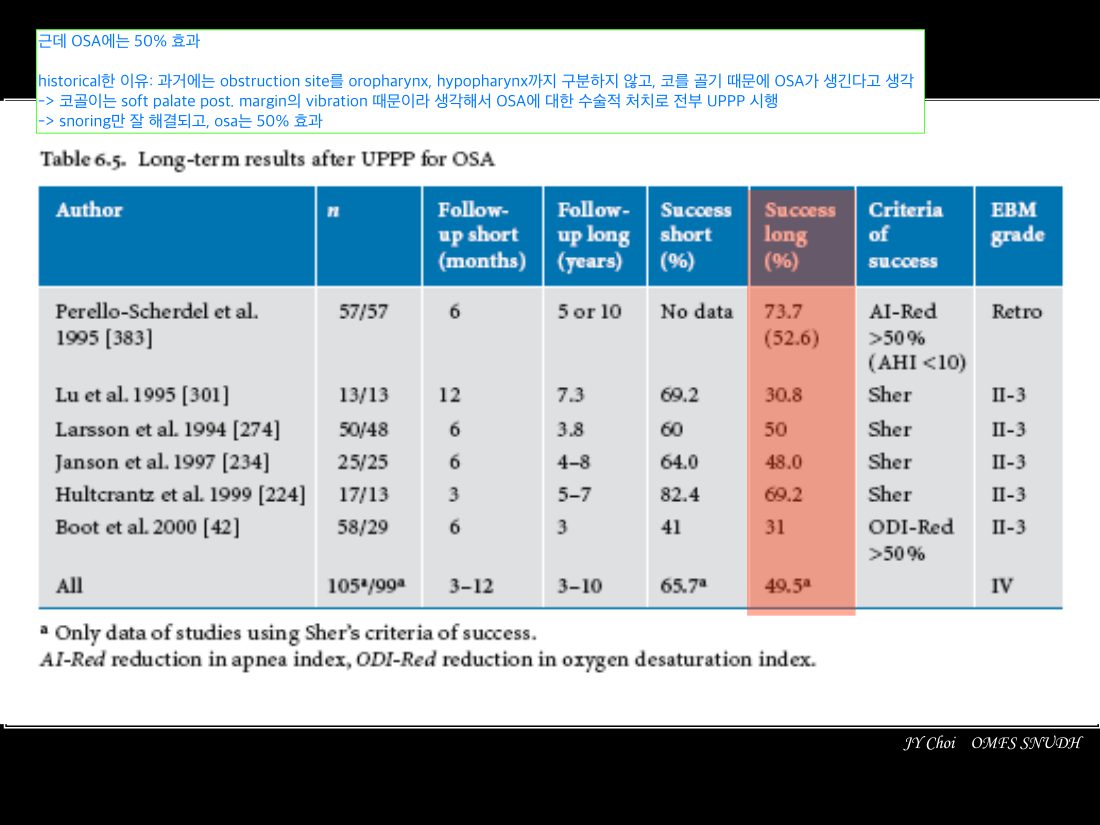 근데 OSA에는 50% 효과
historical한 이유: 과거에는 obstruction site를 oropharynx, hypopharynx까지 구분하지 않고, 코를 골기 때문에 OSA가 생긴다고 생각
-> 코골이는 soft palate post. margin의 vibration 때문이라 생각해서 OSA에 대한 수술적 처치로 전부 UPPP 시행
-> snoring만 잘 해결되고, osa는 50% 효과
Table 6.5. Long-term results after UPPP for OSA
Author n Follow-up short (months) Follow-up long (years) Success short (%) Success long (%) Criteria of success EBM grade
Perello-Scherdel et al. 1995 [383] 57/57 6 5 or 10 No data 73.7 (52.6) AI-Red >50% (AHI <10) Retro
Lu et al. 1995 [301] 13/13 12 7.3 69.2 30.8 Sher II-3
Larsson et al. 1994 [274] 50/48 6 3.8 60 50 Sher II-3
Janson et al. 1997 [234] 25/25 6 4–8 64.0 48.0 Sher II-3
Hultcrantz et al. 1999 [224] 17/13 3 5–7 82.4 69.2 Sher II-3
Boot et al. 2000 [42] 58/29 6 3 41 31 ODI-Red >50% II-3
All 105ᵃ/99ᵃ 3–12 3–10 65.7ᵃ 49.5ᵃ IV
ᵃ Only data of studies using Sher's criteria of success.
AI-Red reduction in apnea index, ODI-Red reduction in oxygen desaturation index.
JY Choi OMFS SNUDH